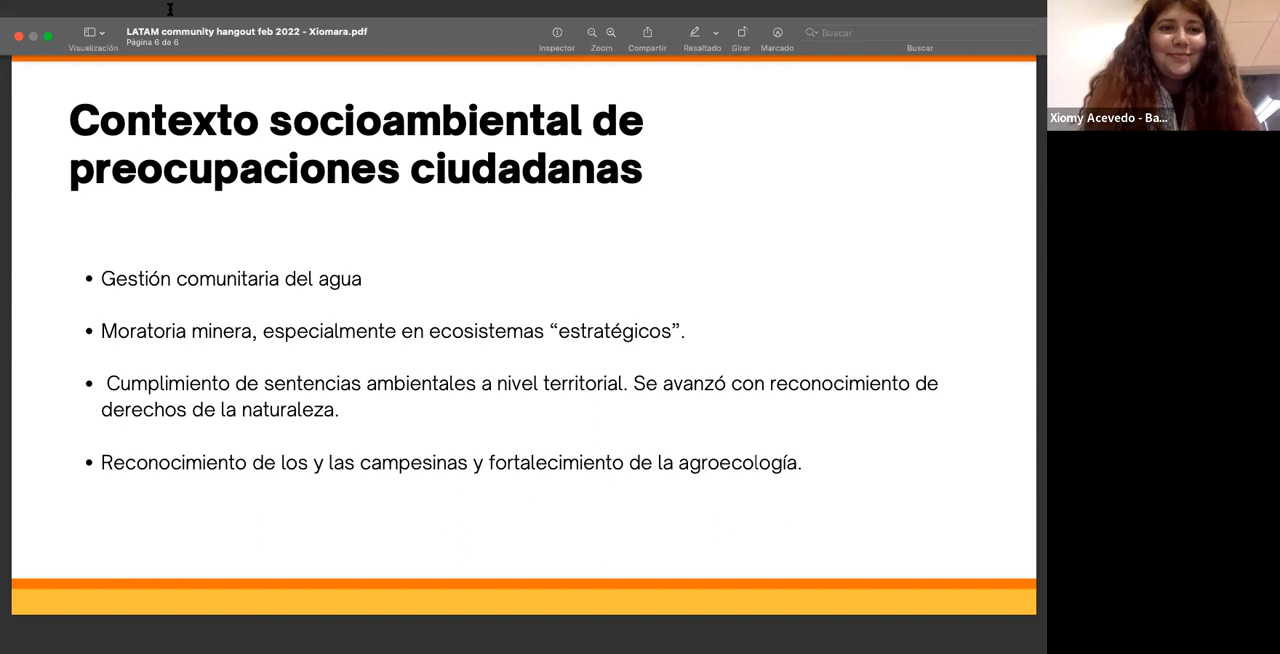 LATAM community hangout feb 2022 - Xiomara.pdf
Página 6 de 6
Visualización
Inspector
Zoom
Compartir
Resaltado
Girar
Marcado
Buscar
Buscar
Contexto socioambiental de
preocupaciones ciudadanas
• Gestión comunitaria del agua
• Moratoria minera, especialmente en ecosistemas “estratégicos”.
• Cumplimiento de sentencias ambientales a nivel territorial. Se avanzó con reconocimiento de
derechos de la naturaleza.
• Reconocimiento de los y las campesinas y fortalecimiento de la agroecología.
Xiomy Acevedo - Ba...